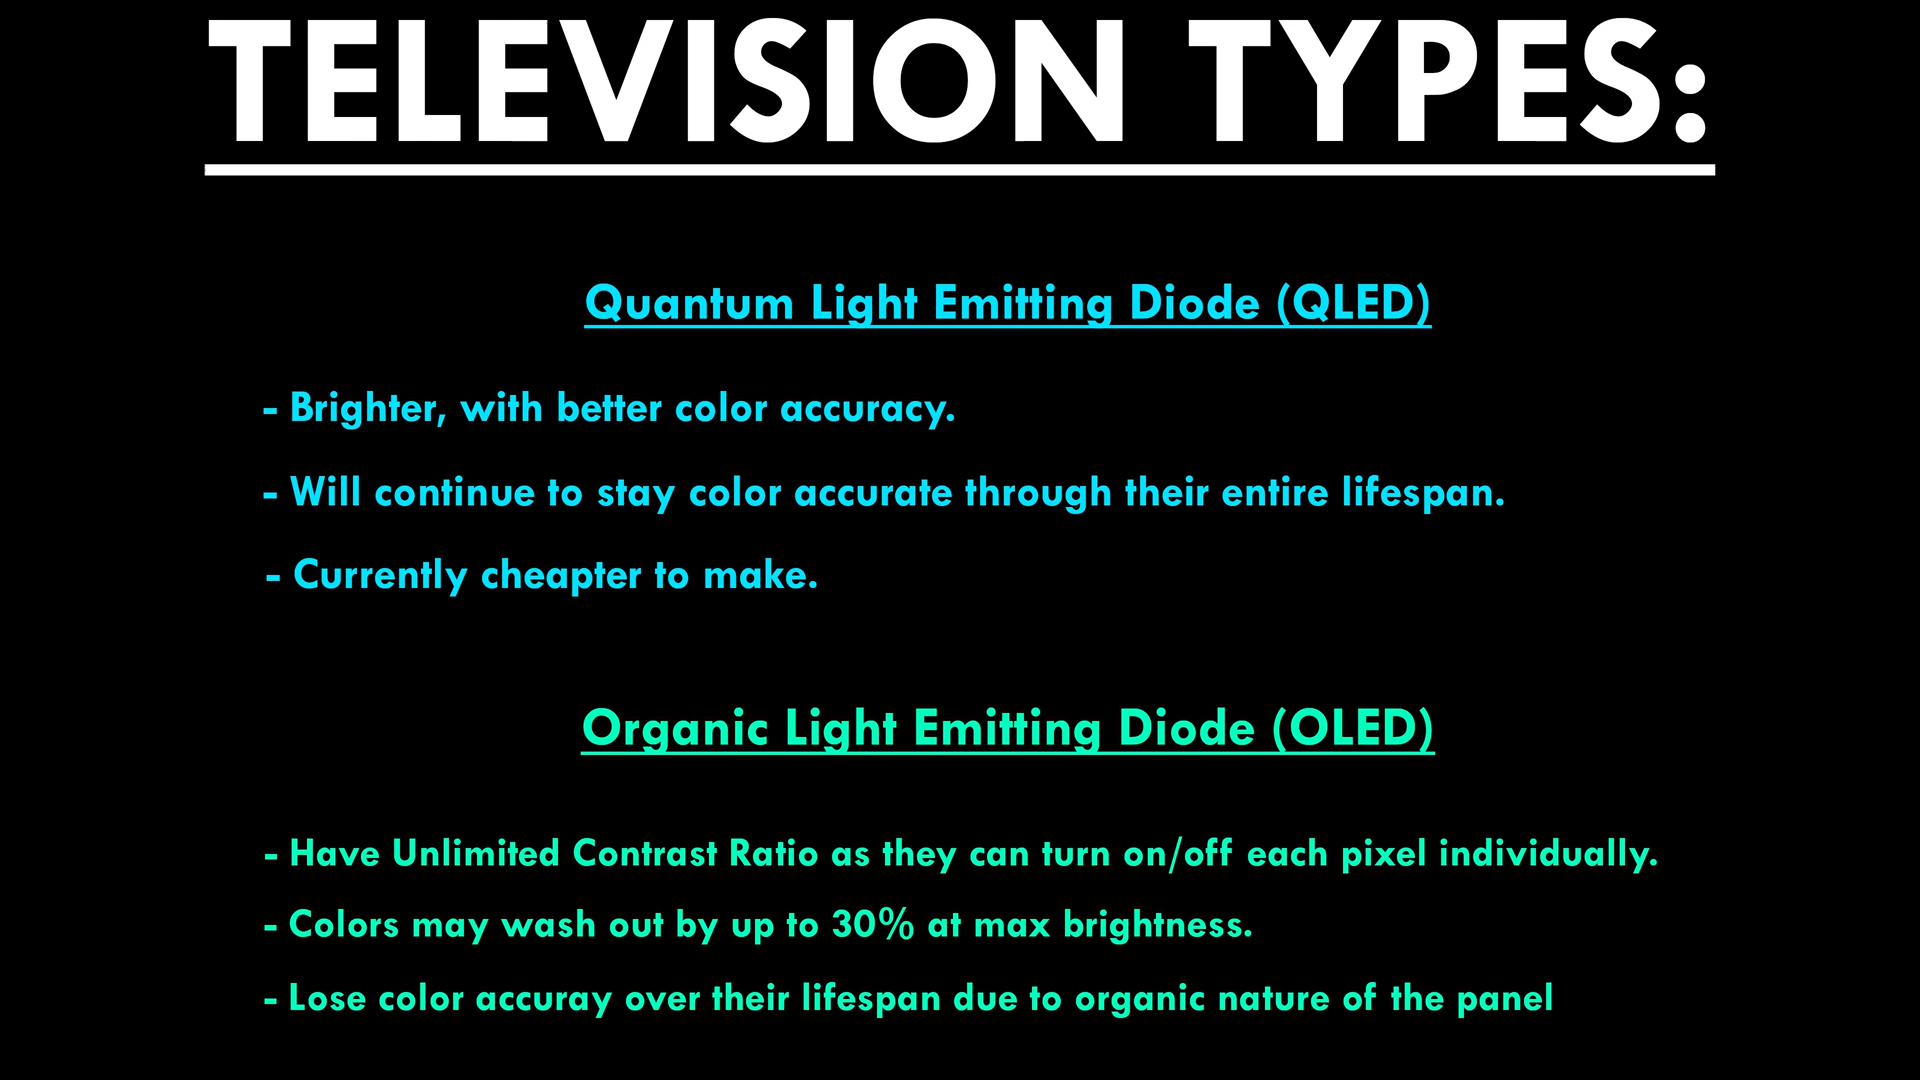 TELEVISION TYPES:
Quantum Light Emitting Diode (QLED)
- Brighter, with better color accuracy.
- Will continue to stay color accurate through their entire lifespan.
- Currently cheapter to make.
Organic Light Emitting Diode (OLED)
- Have Unlimited Contrast Ratio as they can turn on/off each pixel individually.
- Colors may wash out by up to 30% at max brightness.
- Lose color accuray over their lifespan due to organic nature of the panel